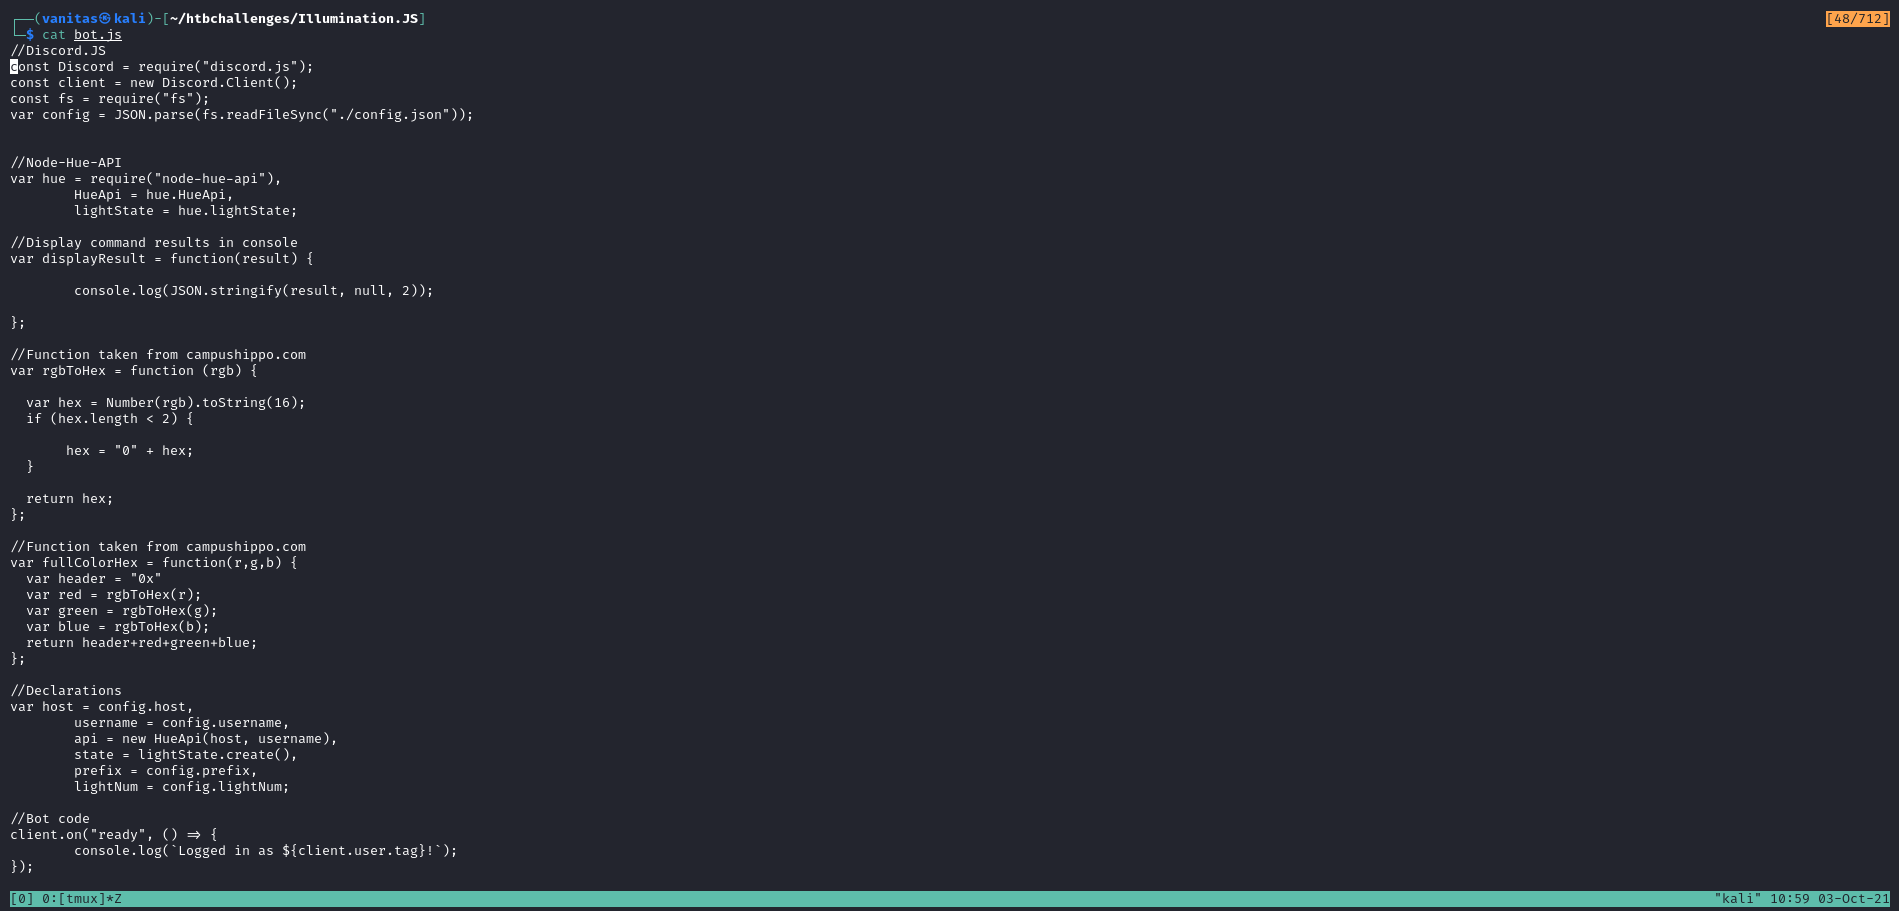 ┌──(vanitas㉿kali)-[~/htbchallenges/Illumination.JS]
[48/712]
└─$ cat bot.js
//Discord.JS
const Discord = require("discord.js");
const client = new Discord.Client();
const fs = require("fs");
var config = JSON.parse(fs.readFileSync("./config.json"));


//Node-Hue-API
var hue = require("node-hue-api"),
        HueApi = hue.HueApi,
        lightState = hue.lightState;

//Display command results in console
var displayResult = function(result) {

        console.log(JSON.stringify(result, null, 2));

};

//Function taken from campushippo.com
var rgbToHex = function (rgb) {

  var hex = Number(rgb).toString(16);
  if (hex.length < 2) {

       hex = "0" + hex;
  }

  return hex;
};

//Function taken from campushippo.com
var fullColorHex = function(r,g,b) {
  var header = "0x"
  var red = rgbToHex(r);
  var green = rgbToHex(g);
  var blue = rgbToHex(b);
  return header+red+green+blue;
};

//Declarations
var host = config.host,
        username = config.username,
        api = new HueApi(host, username),
        state = lightState.create(),
        prefix = config.prefix,
        lightNum = config.lightNum;

//Bot code
client.on("ready", () => {
        console.log(`Logged in as ${client.user.tag}!`);
});
[0] 0:[tmux]*Z
"kali" 10:59 03-Oct-21